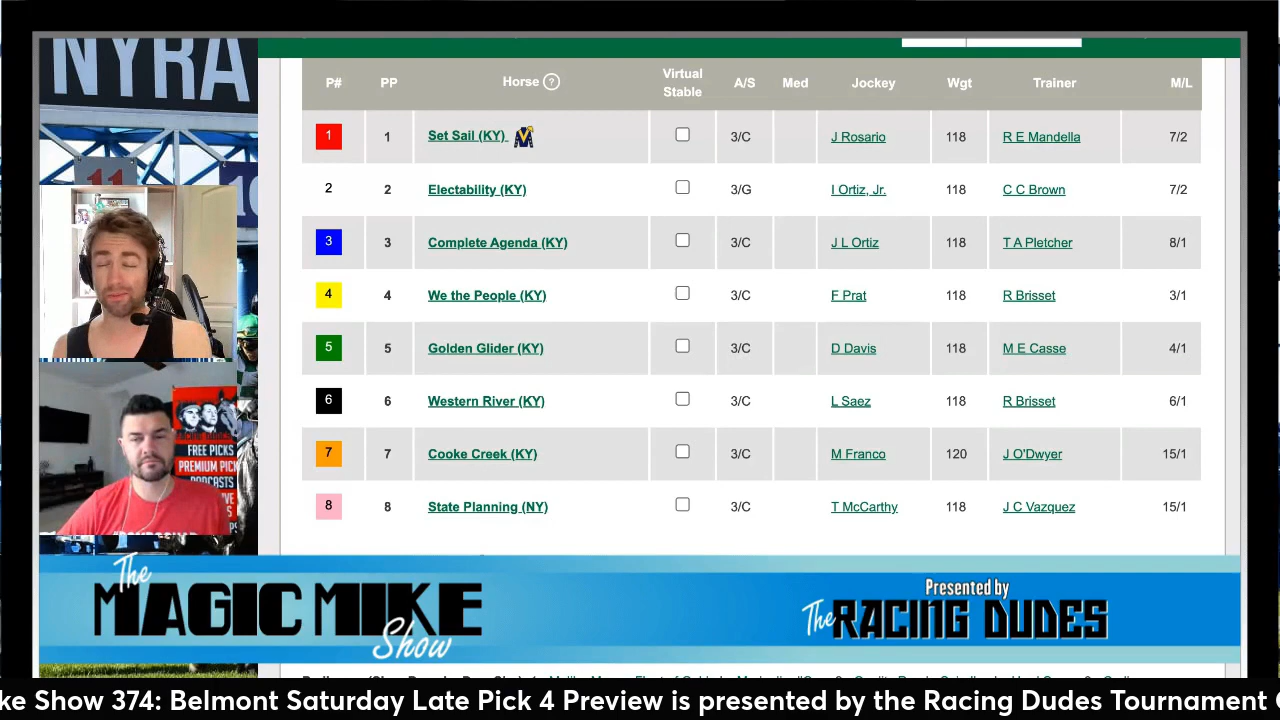 NYRA
11
P# PP Horse ? Virtual Stable A/S Med Jockey Wgt Trainer M/L
1 1 Set Sail (KY) 3/C J Rosario 118 R E Mandella 7/2
2 2 Electability (KY) 3/G I Ortiz, Jr. 118 C C Brown 7/2
3 3 Complete Agenda (KY) 3/C J L Ortiz 118 T A Pletcher 8/1
4 4 We the People (KY) 3/C F Prat 118 R Brisset 3/1
5 5 Golden Glider (KY) 3/C D Davis 118 M E Casse 4/1
6 6 Western River (KY) 3/C L Saez 118 R Brisset 6/1
7 7 Cooke Creek (KY) 3/C M Franco 120 J O'Dwyer 15/1
8 8 State Planning (NY) 3/C T McCarthy 118 J C Vazquez 15/1
RACING DUDES
FREE PICKS
PREMIUM PICK
PODCASTS
The
MAGIC MIKE
Show
Presented by
The RACING DUDES
ke Show 374: Belmont Saturday Late Pick 4 Preview is presented by the Racing Dudes Tournament